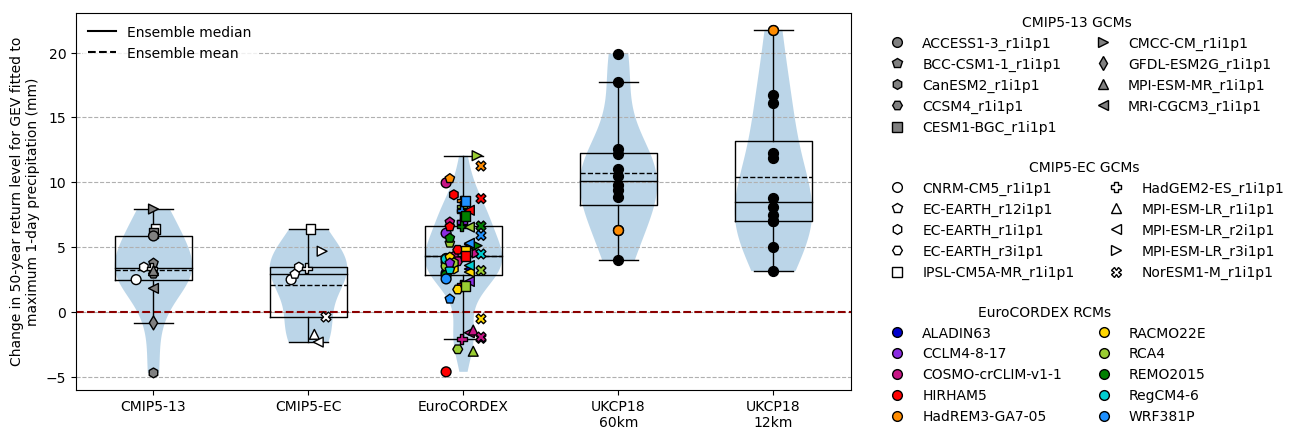 Change in 50-year return level for GEV fitted to
maximum 1-day precipitation (mm)
20
15
10
5
0
−5
Ensemble median
Ensemble mean
CMIP5-13
CMIP5-EC
EuroCORDEX
UKCP18
60km
UKCP18
12km
CMIP5-13 GCMs
ACCESS1-3_r1i1p1
BCC-CSM1-1_r1i1p1
CanESM2_r1i1p1
CCSM4_r1i1p1
CESM1-BGC_r1i1p1
CMCC-CM_r1i1p1
GFDL-ESM2G_r1i1p1
MPI-ESM-MR_r1i1p1
MRI-CGCM3_r1i1p1
CMIP5-EC GCMs
CNRM-CM5_r1i1p1
EC-EARTH_r12i1p1
EC-EARTH_r1i1p1
EC-EARTH_r3i1p1
IPSL-CM5A-MR_r1i1p1
HadGEM2-ES_r1i1p1
MPI-ESM-LR_r1i1p1
MPI-ESM-LR_r2i1p1
MPI-ESM-LR_r3i1p1
NorESM1-M_r1i1p1
EuroCORDEX RCMs
ALADIN63
CCLM4-8-17
COSMO-crCLIM-v1-1
HIRHAM5
HadREM3-GA7-05
RACMO22E
RCA4
REMO2015
RegCM4-6
WRF381P